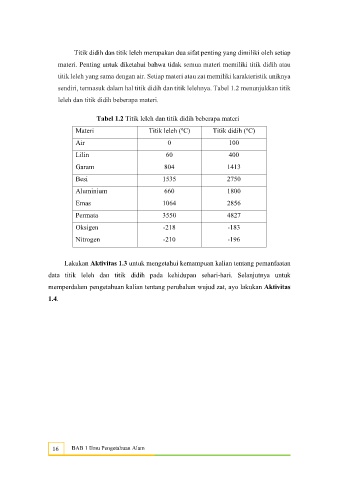 Titik didih dan titik leleh merupakan dua sifat penting yang dimiliki oleh setiap
materi. Penting untuk diketahui bahwa tidak semua materi memiliki titik didih atau
titik leleh yang sama dengan air. Setiap materi atau zat memiliki karakteristik uniknya
sendiri, termasuk dalam hal titik didih dan titik lelehnya. Tabel 1.2 menunjukkan titik
leleh dan titik didih beberapa materi.
Tabel 1.2 Titik leleh dan titik didih beberapa materi
Materi Titik leleh (°C) Titik didih (°C)
Air 0 100
Lilin 60 400
Garam 804 1413
Besi 1535 2750
Aluminium 660 1800
Emas 1064 2856
Permata 3550 4827
Oksigen -218 -183
Nitrogen -210 -196
Lakukan Aktivitas 1.3 untuk mengetahui kemampuan kalian tentang pemanfaatan
data titik leleh dan titik didih pada kehidupan sehari-hari. Selanjutnya untuk
memperdalam pengetahuan kalian tentang perubahan wujud zat, ayo lakukan Aktivitas
1.4.
16 BAB 1 Ilmu Pengetahuan Alam